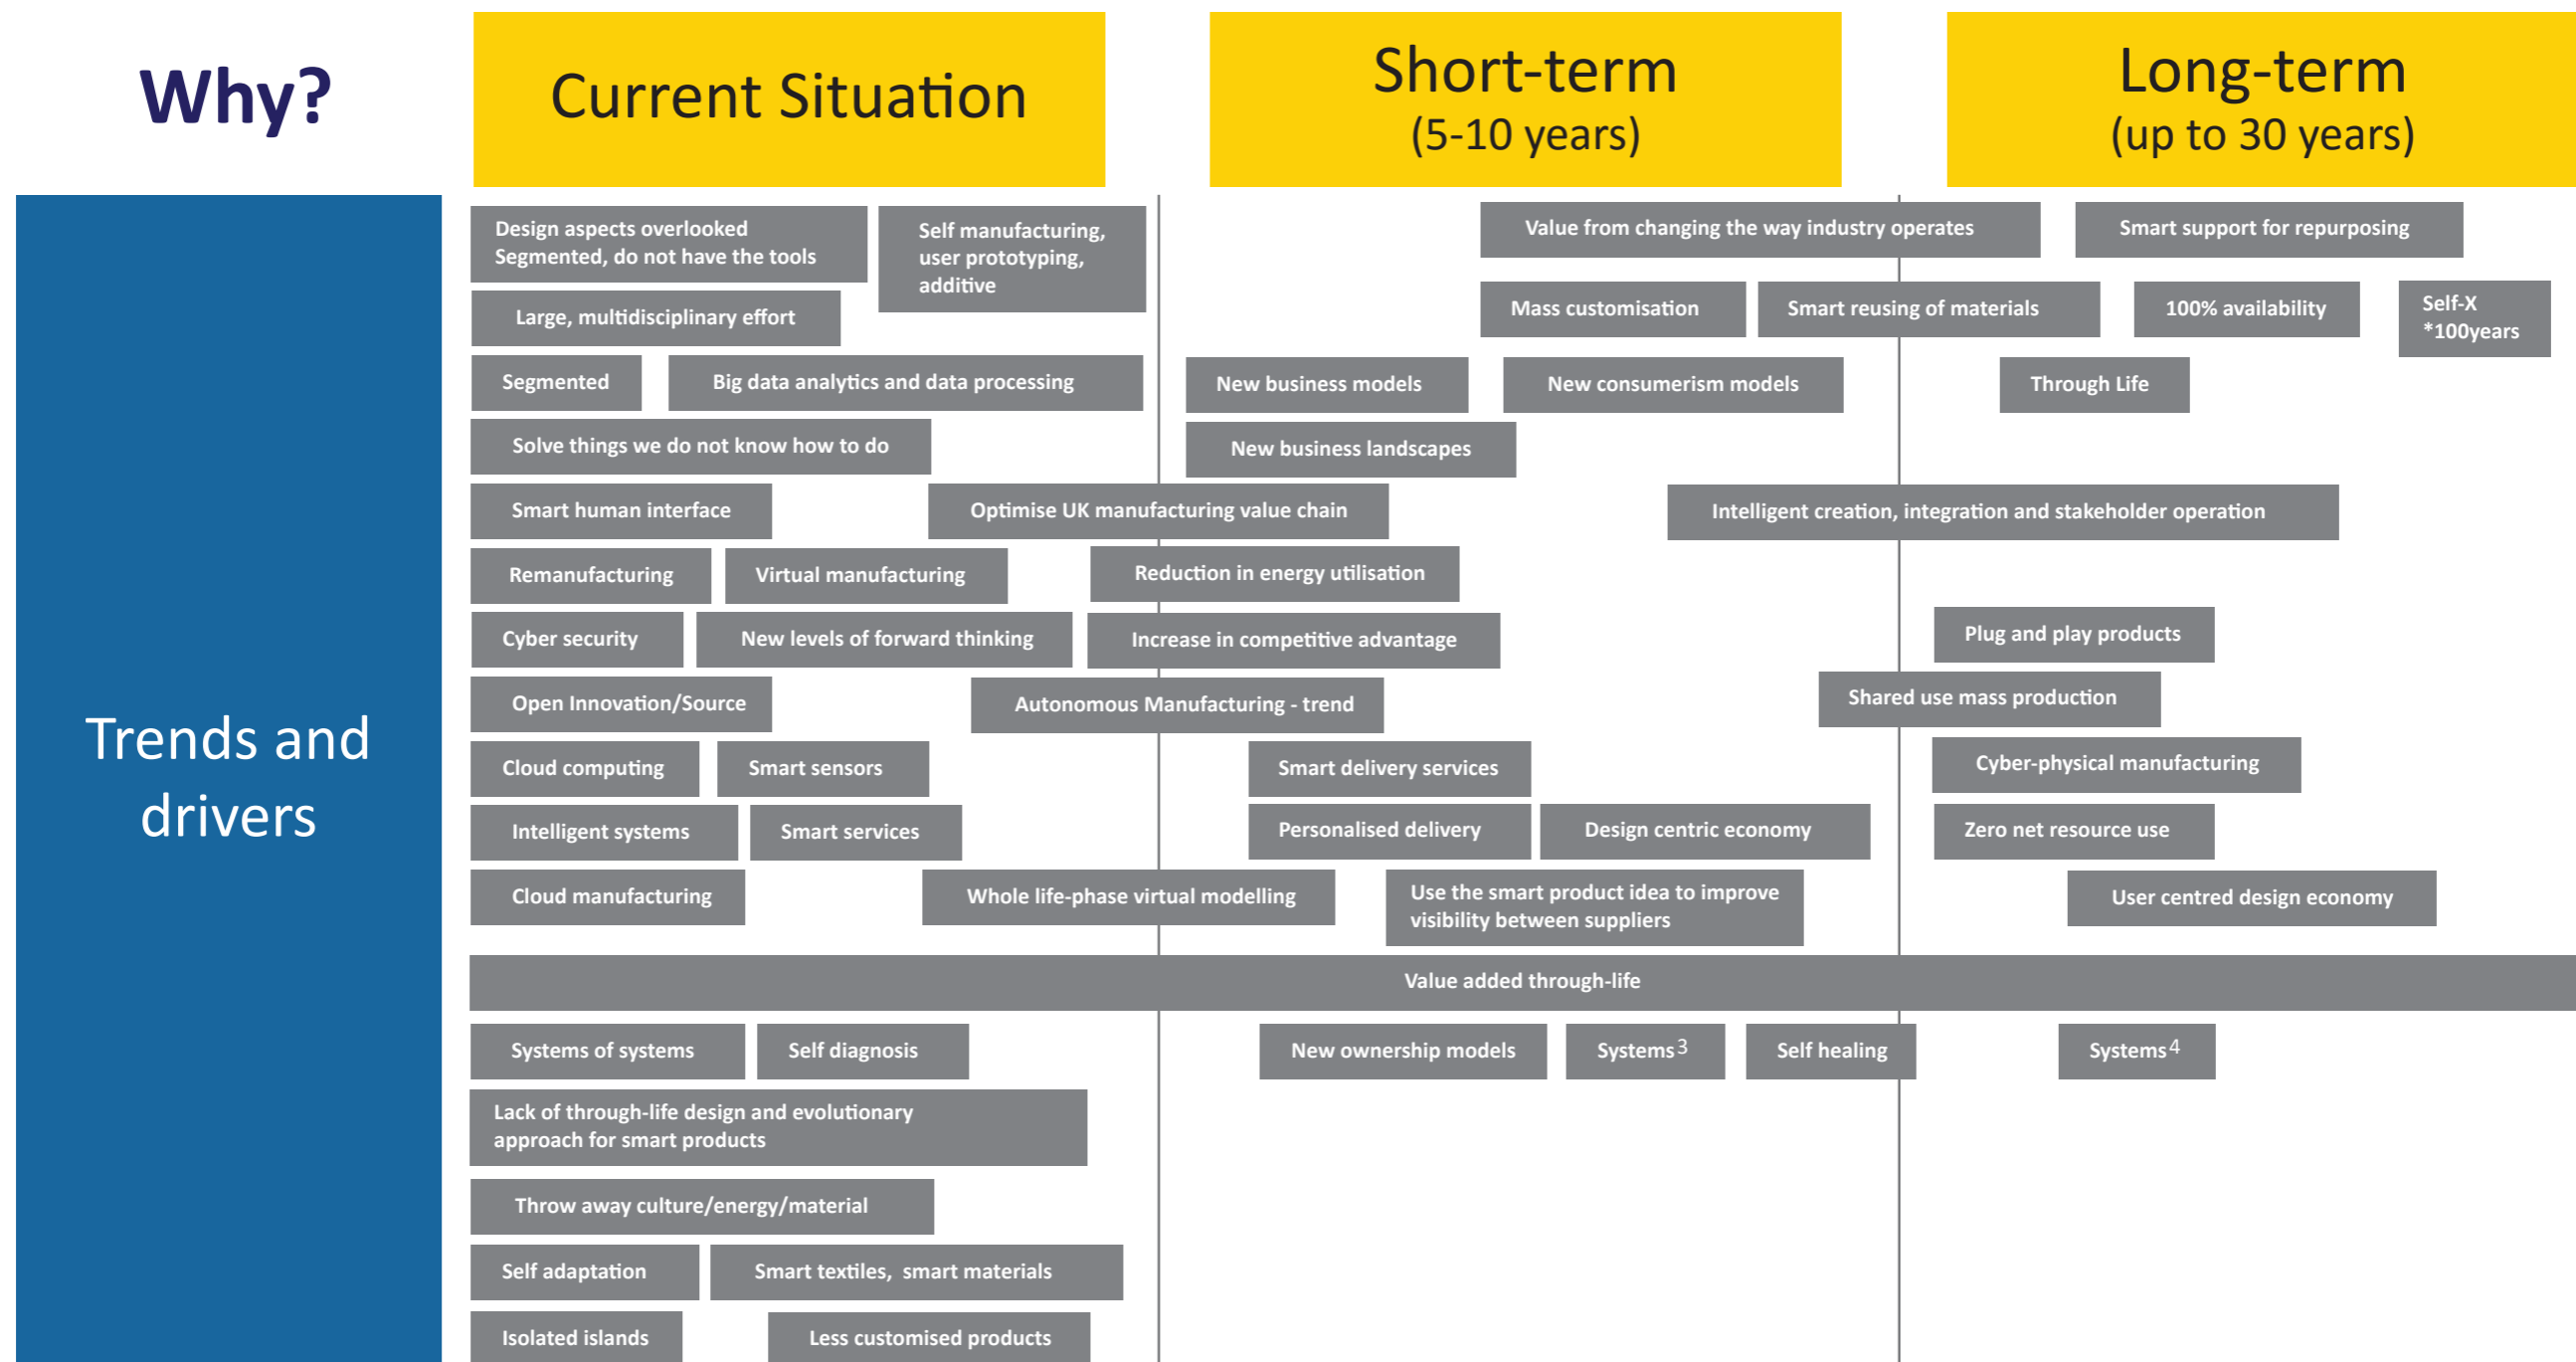 Why?
Current Situation
Short-term
(5-10 years)
Long-term
(up to 30 years)
Trends and
drivers
Design aspects overlooked
Segmented, do not have the tools
Self manufacturing,
user prototyping,
additive
Value from changing the way industry operates
Smart support for repurposing
Large, multidisciplinary effort
Mass customisation
Smart reusing of materials
100% availability
Self-X
*100years
Segmented
Big data analytics and data processing
New business models
New consumerism models
Through Life
Solve things we do not know how to do
New business landscapes
Smart human interface
Optimise UK manufacturing value chain
Intelligent creation, integration and stakeholder operation
Remanufacturing
Virtual manufacturing
Reduction in energy utilisation
Cyber security
New levels of forward thinking
Increase in competitive advantage
Plug and play products
Open Innovation/Source
Autonomous Manufacturing - trend
Shared use mass production
Cloud computing
Smart sensors
Smart delivery services
Cyber-physical manufacturing
Intelligent systems
Smart services
Personalised delivery
Design centric economy
Zero net resource use
Cloud manufacturing
Whole life-phase virtual modelling
Use the smart product idea to improve
visibility between suppliers
User centred design economy
Value added through-life
Systems of systems
Self diagnosis
New ownership models
Systems3
Self healing
Systems4
Lack of through-life design and evolutionary
approach for smart products
Throw away culture/energy/material
Self adaptation
Smart textiles, smart materials
Isolated islands
Less customised products